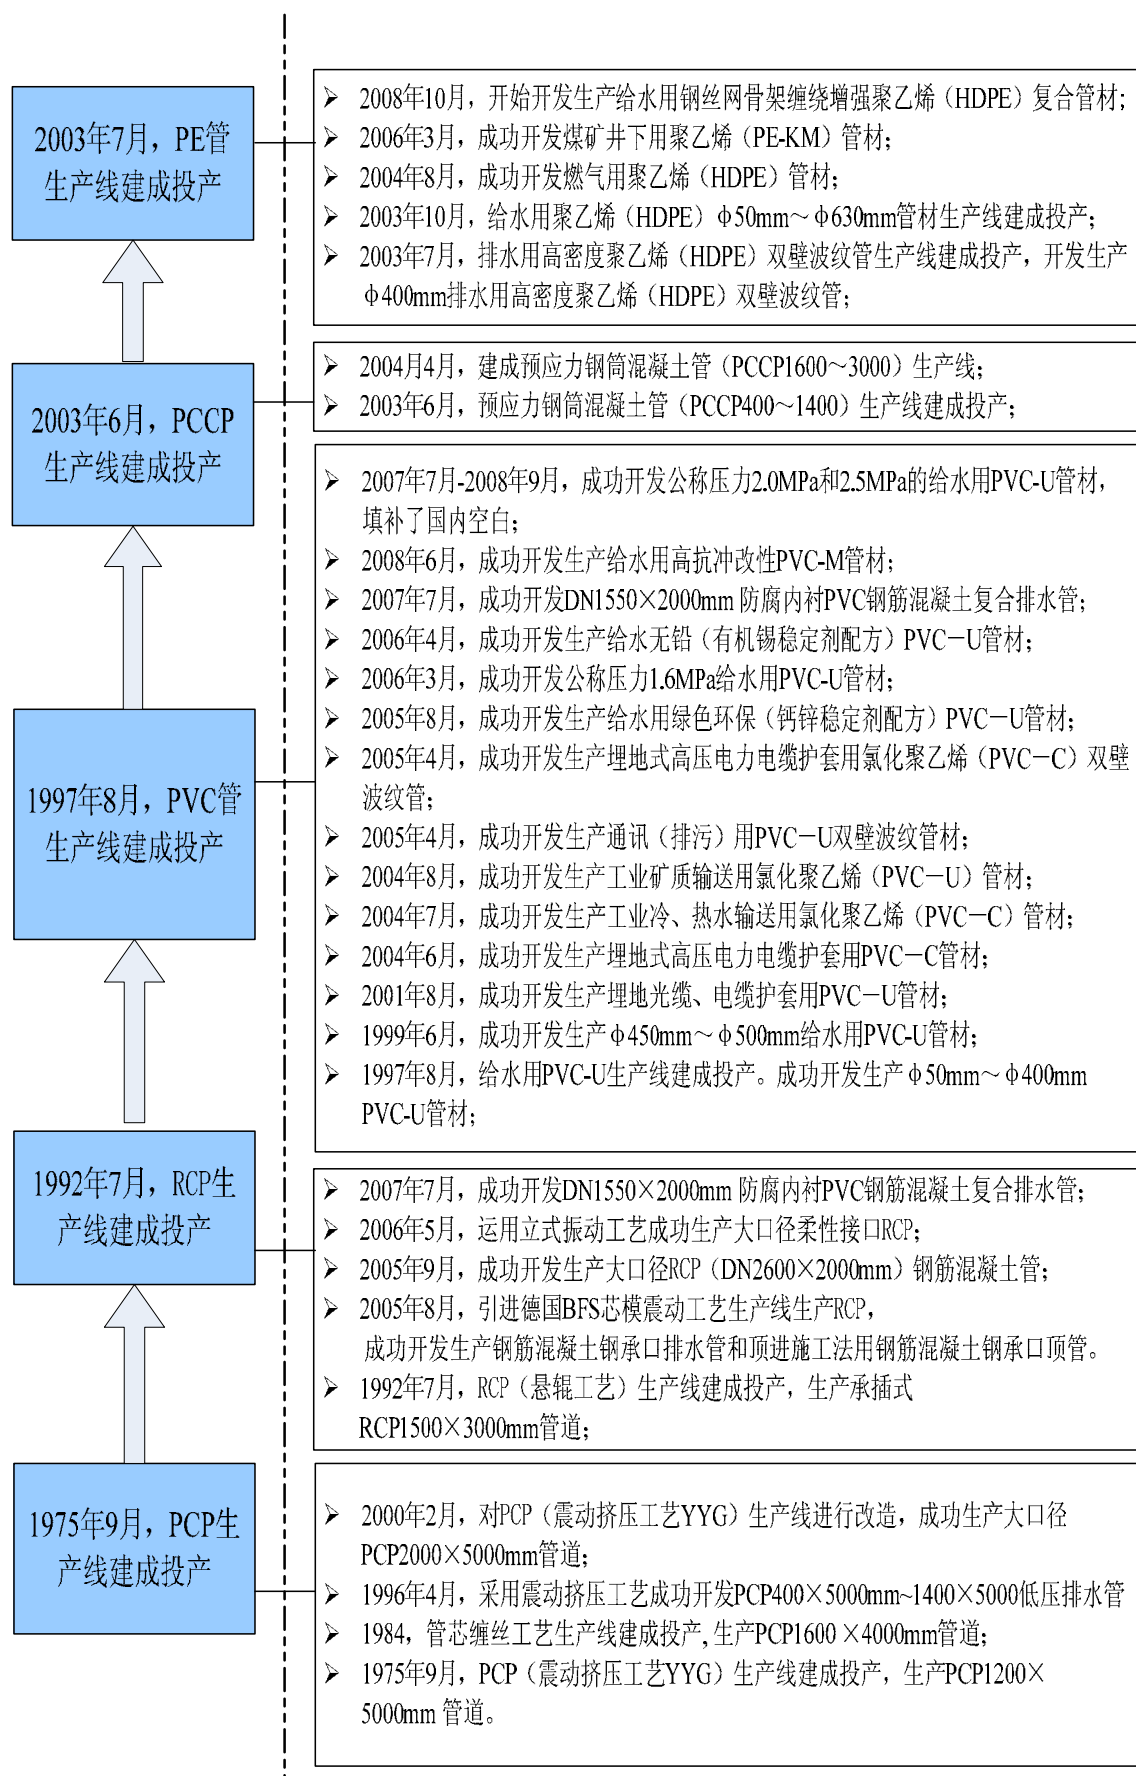 2003年7月，PE管
生产线建成投产
➢ 2008年10月，开始开发生产给水用钢丝网骨架缠绕增强聚乙烯（HDPE）复合管材；
➢ 2006年3月，成功开发煤矿井下用聚乙烯（PE-KM）管材；
➢ 2004年8月，成功开发燃气用聚乙烯（HDPE）管材；
➢ 2003年10月，给水用聚乙烯（HDPE）φ50mm～φ630mm管材生产线建成投产；
➢ 2003年7月，排水用高密度聚乙烯（HDPE）双壁波纹管生产线建成投产，开发生产
φ400mm排水用高密度聚乙烯（HDPE）双壁波纹管；
2003年6月，PCCP
生产线建成投产
➢ 2004月4月，建成预应力钢筒混凝土管（PCCP1600～3000）生产线；
➢ 2003年6月，预应力钢筒混凝土管（PCCP400～1400）生产线建成投产；
1997年8月，PVC管
生产线建成投产
➢ 2007年7月-2008年9月，成功开发公称压力2.0MPa和2.5MPa的给水用PVC-U管材，
填补了国内空白；
➢ 2008年6月，成功开发生产给水用高抗冲改性PVC-M管材；
➢ 2007年7月，成功开发DN1550×2000mm 防腐内衬PVC钢筋混凝土复合排水管；
➢ 2006年4月，成功开发生产给水无铅（有机锡稳定剂配方）PVC－U管材；
➢ 2006年3月，成功开发公称压力1.6MPa给水用PVC-U管材；
➢ 2005年8月，成功开发生产给水用绿色环保（钙锌稳定剂配方）PVC－U管材；
➢ 2005年4月，成功开发生产埋地式高压电力电缆护套用氯化聚乙烯（PVC－C）双壁
波纹管；
➢ 2005年4月，成功开发生产通讯（排污）用PVC－U双壁波纹管材；
➢ 2004年8月，成功开发生产工业矿质输送用氯化聚乙烯（PVC－U）管材；
➢ 2004年7月，成功开发生产工业冷、热水输送用氯化聚乙烯（PVC－C）管材；
➢ 2004年6月，成功开发生产埋地式高压电力电缆护套用PVC－C管材；
➢ 2001年8月，成功开发生产埋地光缆、电缆护套用PVC－U管材；
➢ 1999年6月，成功开发生产φ450mm～φ500mm给水用PVC-U管材；
➢ 1997年8月，给水用PVC-U生产线建成投产。成功开发生产φ50mm～φ400mm
PVC-U管材；
1992年7月，RCP生
产线建成投产
➢ 2007年7月，成功开发DN1550×2000mm 防腐内衬PVC钢筋混凝土复合排水管；
➢ 2006年5月，运用立式振动工艺成功生产大口径柔性接口RCP；
➢ 2005年9月，成功开发生产大口径RCP（DN2600×2000mm）钢筋混凝土管；
➢ 2005年8月，引进德国BFS芯模震动工艺生产线生产RCP，
成功开发生产钢筋混凝土钢承口排水管和顶进施工法用钢筋混凝土钢承口顶管。
➢ 1992年7月，RCP（悬辊工艺）生产线建成投产，生产承插式
RCP1500×3000mm管道；
1975年9月，PCP生
产线建成投产
➢ 2000年2月，对PCP（震动挤压工艺YYG）生产线进行改造，成功生产大口径
PCP2000×5000mm管道；
➢ 1996年4月，采用震动挤压工艺成功开发PCP400×5000mm~1400×5000低压排水管
➢ 1984，管芯缠丝工艺生产线建成投产, 生产PCP1600 ×4000mm管道；
➢ 1975年9月，PCP（震动挤压工艺YYG）生产线建成投产，生产PCP1200×
5000mm 管道。